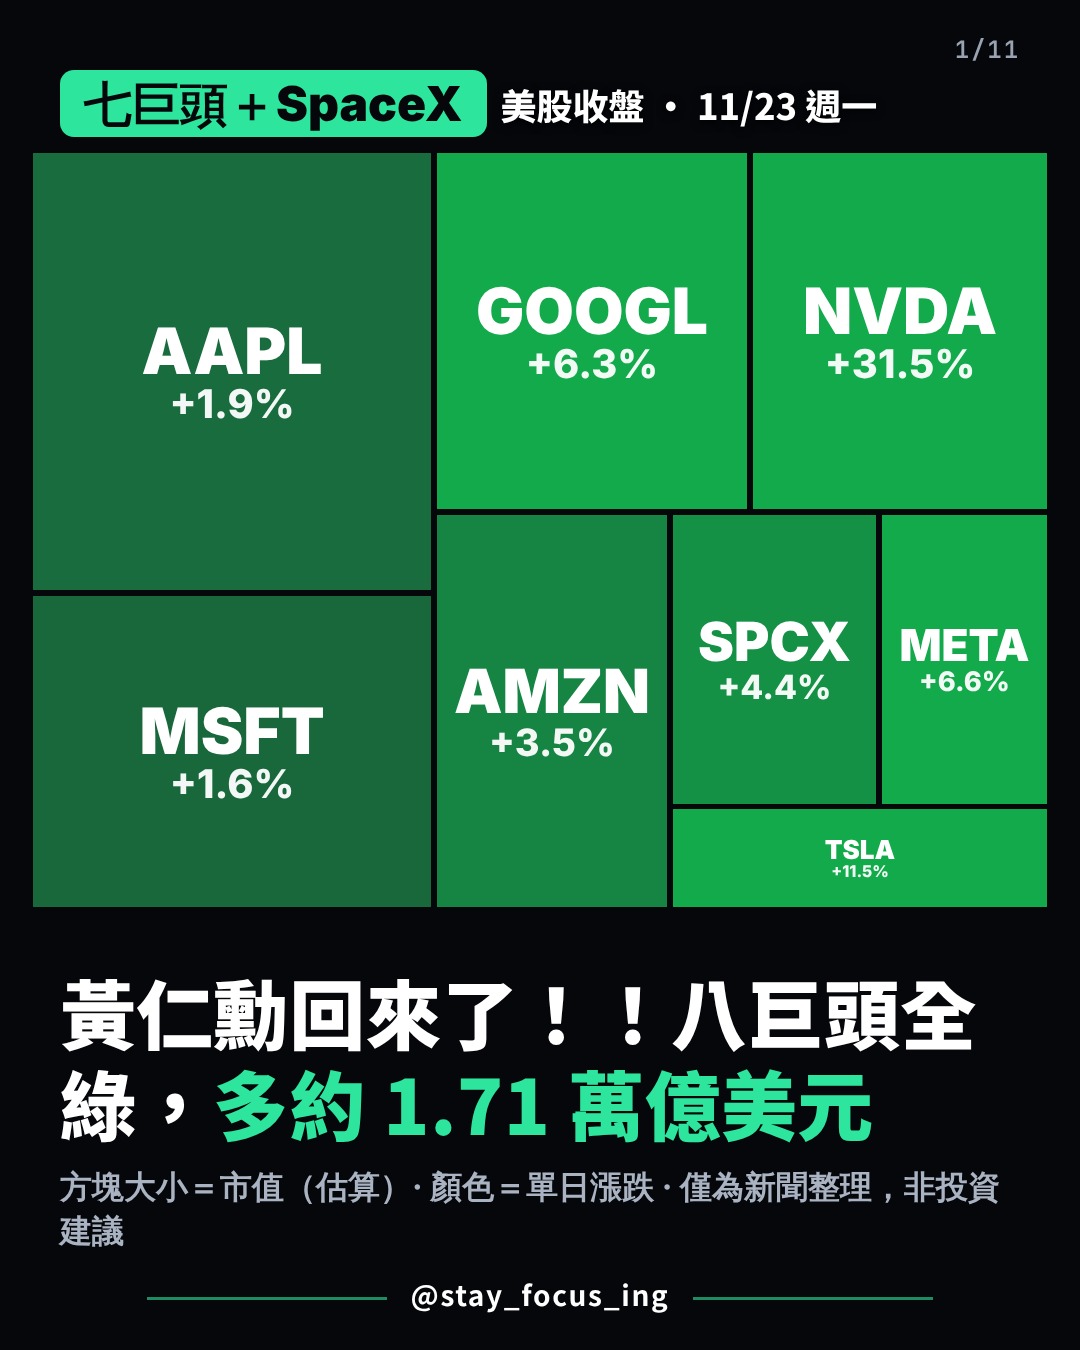 1/11
七巨頭＋SpaceX 美股收盤 ・ 11/23 週一
AAPL
+1.9%
GOOGL
+6.3%
NVDA
+31.5%
MSFT
+1.6%
AMZN
+3.5%
SPCX
+4.4%
META
+6.6%
TSLA
+11.5%
黃仁勳回來了！！八巨頭全
綠，多約 1.71 萬億美元
方塊大小＝市值（估算）· 顏色＝單日漲跌 · 僅為新聞整理，非投資
建議
@stay_focus_ing